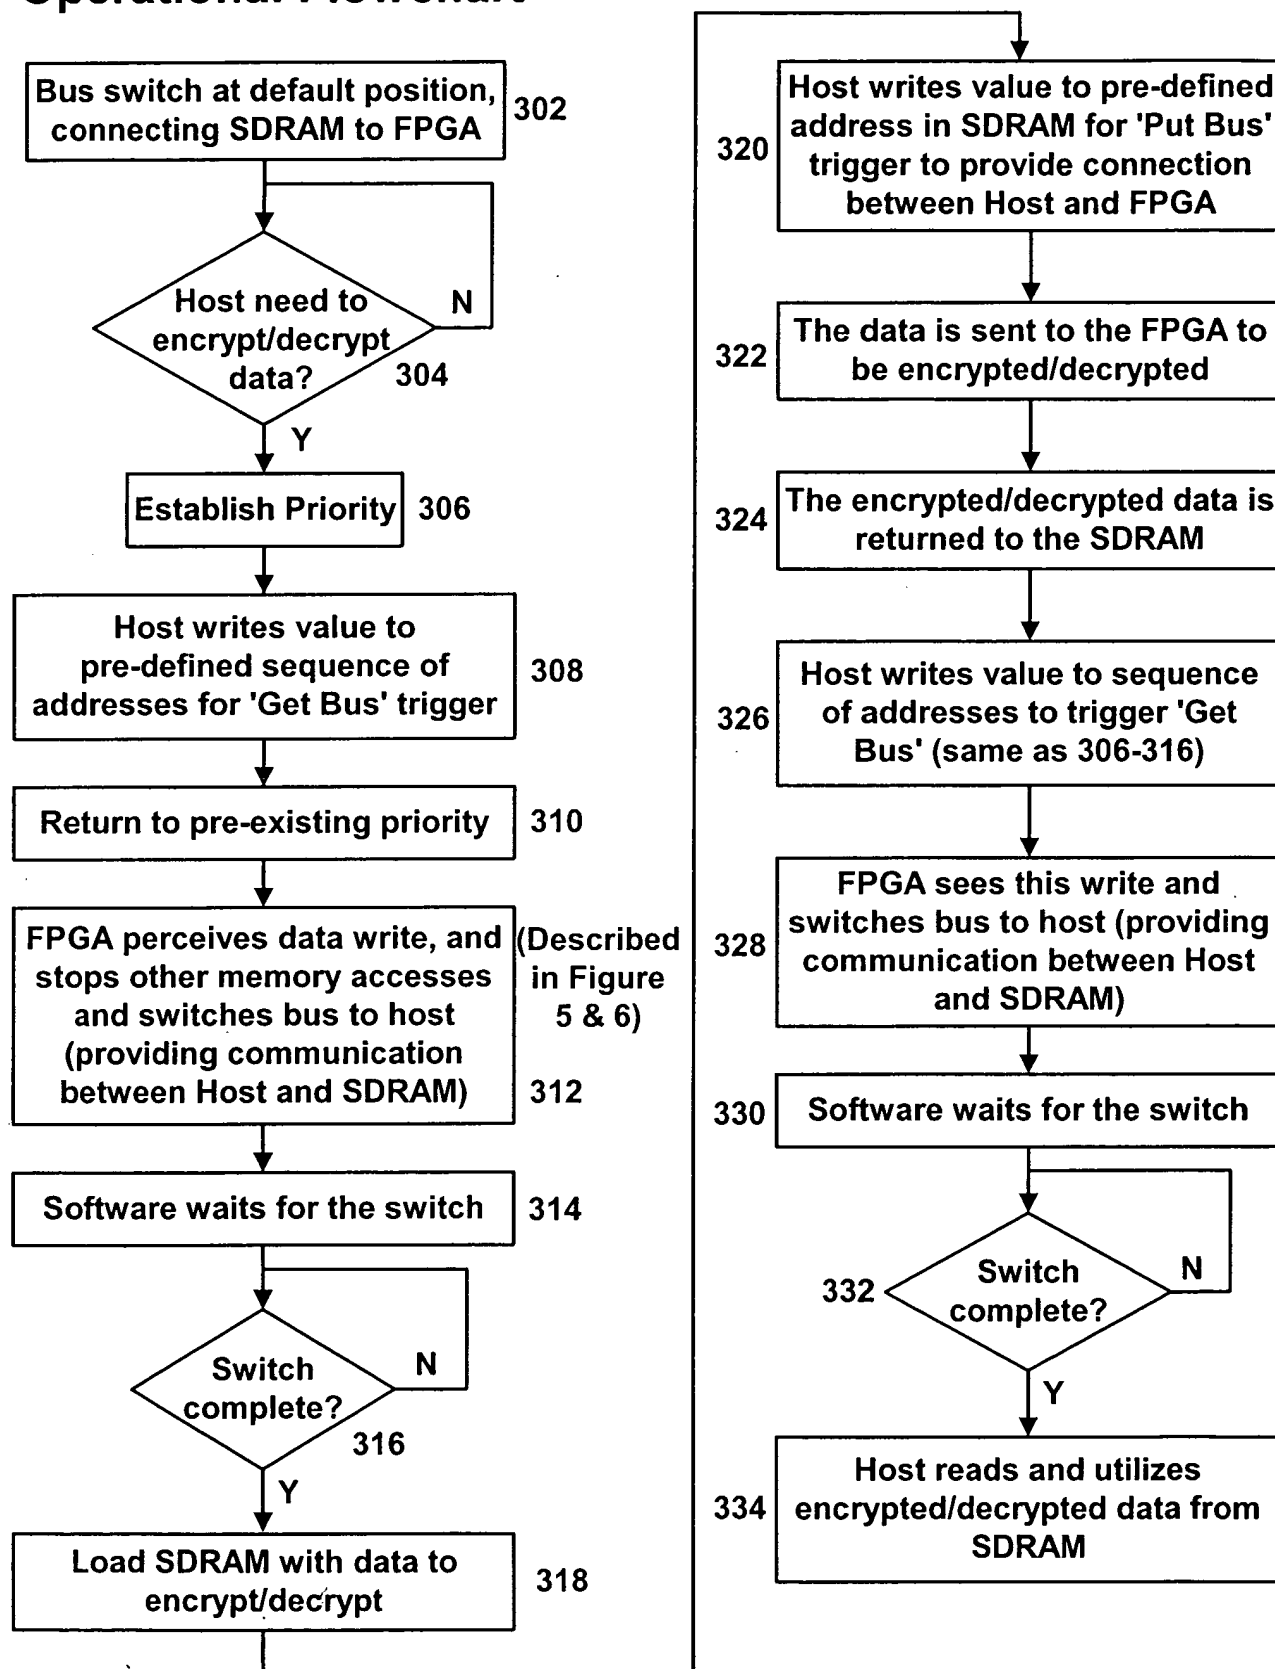 Operational Flowchart
Bus switch at default position,
connecting SDRAM to FPGA
302
Host need to
encrypt/decrypt
data?
304
N
Y
Establish Priority
306
Host writes value to
pre-defined sequence of
addresses for 'Get Bus' trigger
308
Return to pre-existing priority
310
FPGA perceives data write, and
stops other memory accesses
and switches bus to host
(providing communication
between Host and SDRAM)
(Described
in Figure
5 & 6)
312
Software waits for the switch
314
Switch
complete?
316
N
Y
Load SDRAM with data to
encrypt/decrypt
318
320
Host writes value to pre-defined
address in SDRAM for 'Put Bus'
trigger to provide connection
between Host and FPGA
322
The data is sent to the FPGA to
be encrypted/decrypted
324
The encrypted/decrypted data is
returned to the SDRAM
326
Host writes value to sequence
of addresses to trigger 'Get
Bus' (same as 306-316)
328
FPGA sees this write and
switches bus to host (providing
communication between Host
and SDRAM)
330
Software waits for the switch
332
Switch
complete?
N
Y
334
Host reads and utilizes
encrypted/decrypted data from
SDRAM